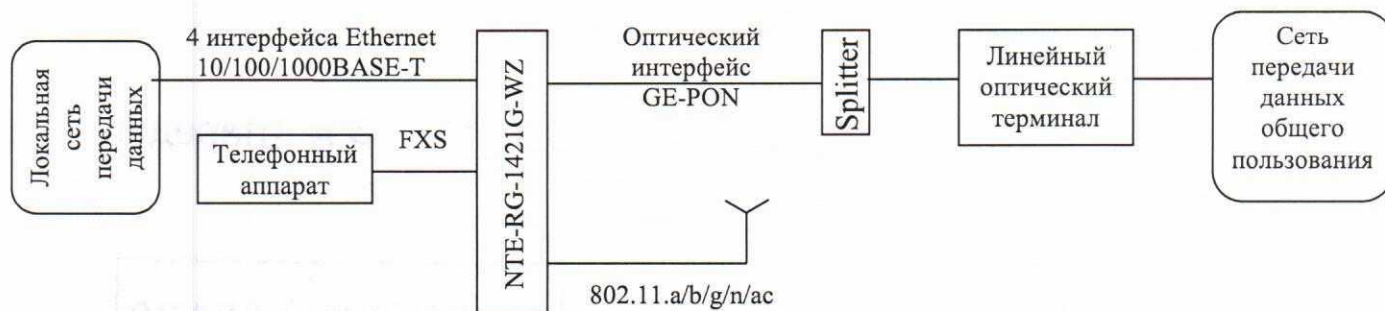 4 интерфейса Ethernet
10/100/1000BASE-T
Локальная
сеть
передачи
данных
Телефонный
аппарат
FXS
NTE-RG-1421G-WZ
Оптический
интерфейс
GE-PON
802.11.a/b/g/n/ac
Splitter
Линейный
оптический
терминал
Сеть
передачи
данных
общего
пользования